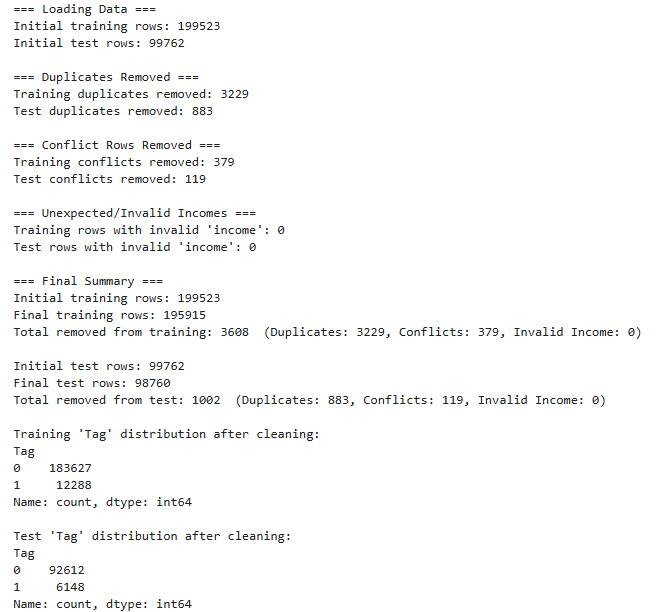 === Loading Data ===
Initial training rows: 199523
Initial test rows: 99762
=== Duplicates Removed ===
Training duplicates removed: 3229
Test duplicates removed: 883
=== Conflict Rows Removed ===
Training conflicts removed: 379
Test conflicts removed: 119
=== Unexpected/Invalid Incomes ===
Training rows with invalid 'income': 0
Test rows with invalid 'income': 0
=== Final Summary ===
Initial training rows: 199523
Final training rows: 195915
Total removed from training: 3608  (Duplicates: 3229, Conflicts: 379, Invalid Income: 0)
Initial test rows: 99762
Final test rows: 98760
Total removed from test: 1002  (Duplicates: 883, Conflicts: 119, Invalid Income: 0)
Training 'Tag' distribution after cleaning:
Tag
0    183627
1     12288
Name: count, dtype: int64
Test 'Tag' distribution after cleaning:
Tag
0    92612
1     6148
Name: count, dtype: int64